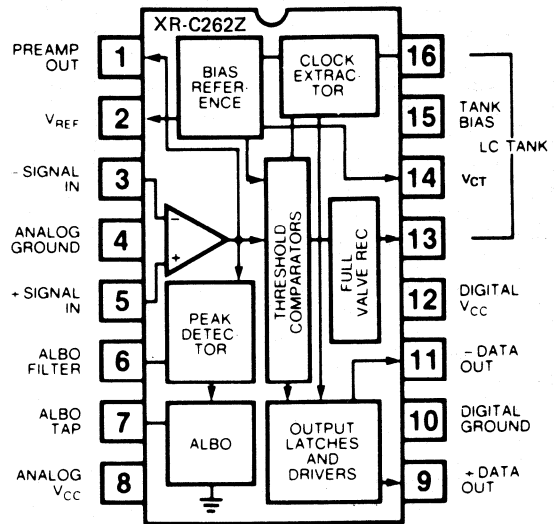 XR-C262Z
PREAMP
OUT
1
VREF
2
- SIGNAL
IN
3
ANALOG
GROUND
4
+ SIGNAL
IN
5
ALBO
FILTER
6
ALBO
TAP
7
ANALOG
VCC
8
BIAS
REFER-
ENCE
CLOCK
EXTRAC-
TOR
-
+
THRESHOLD
COMPARATORS
FULL
VALVE REC
PEAK
DETEC-
TOR
ALBO
OUTPUT
LATCHES
AND
DRIVERS
16
15
TANK
BIAS
LC TANK
14
VCT
13
12
DIGITAL
VCC
11
- DATA
OUT
10
DIGITAL
GROUND
9
+ DATA
OUT